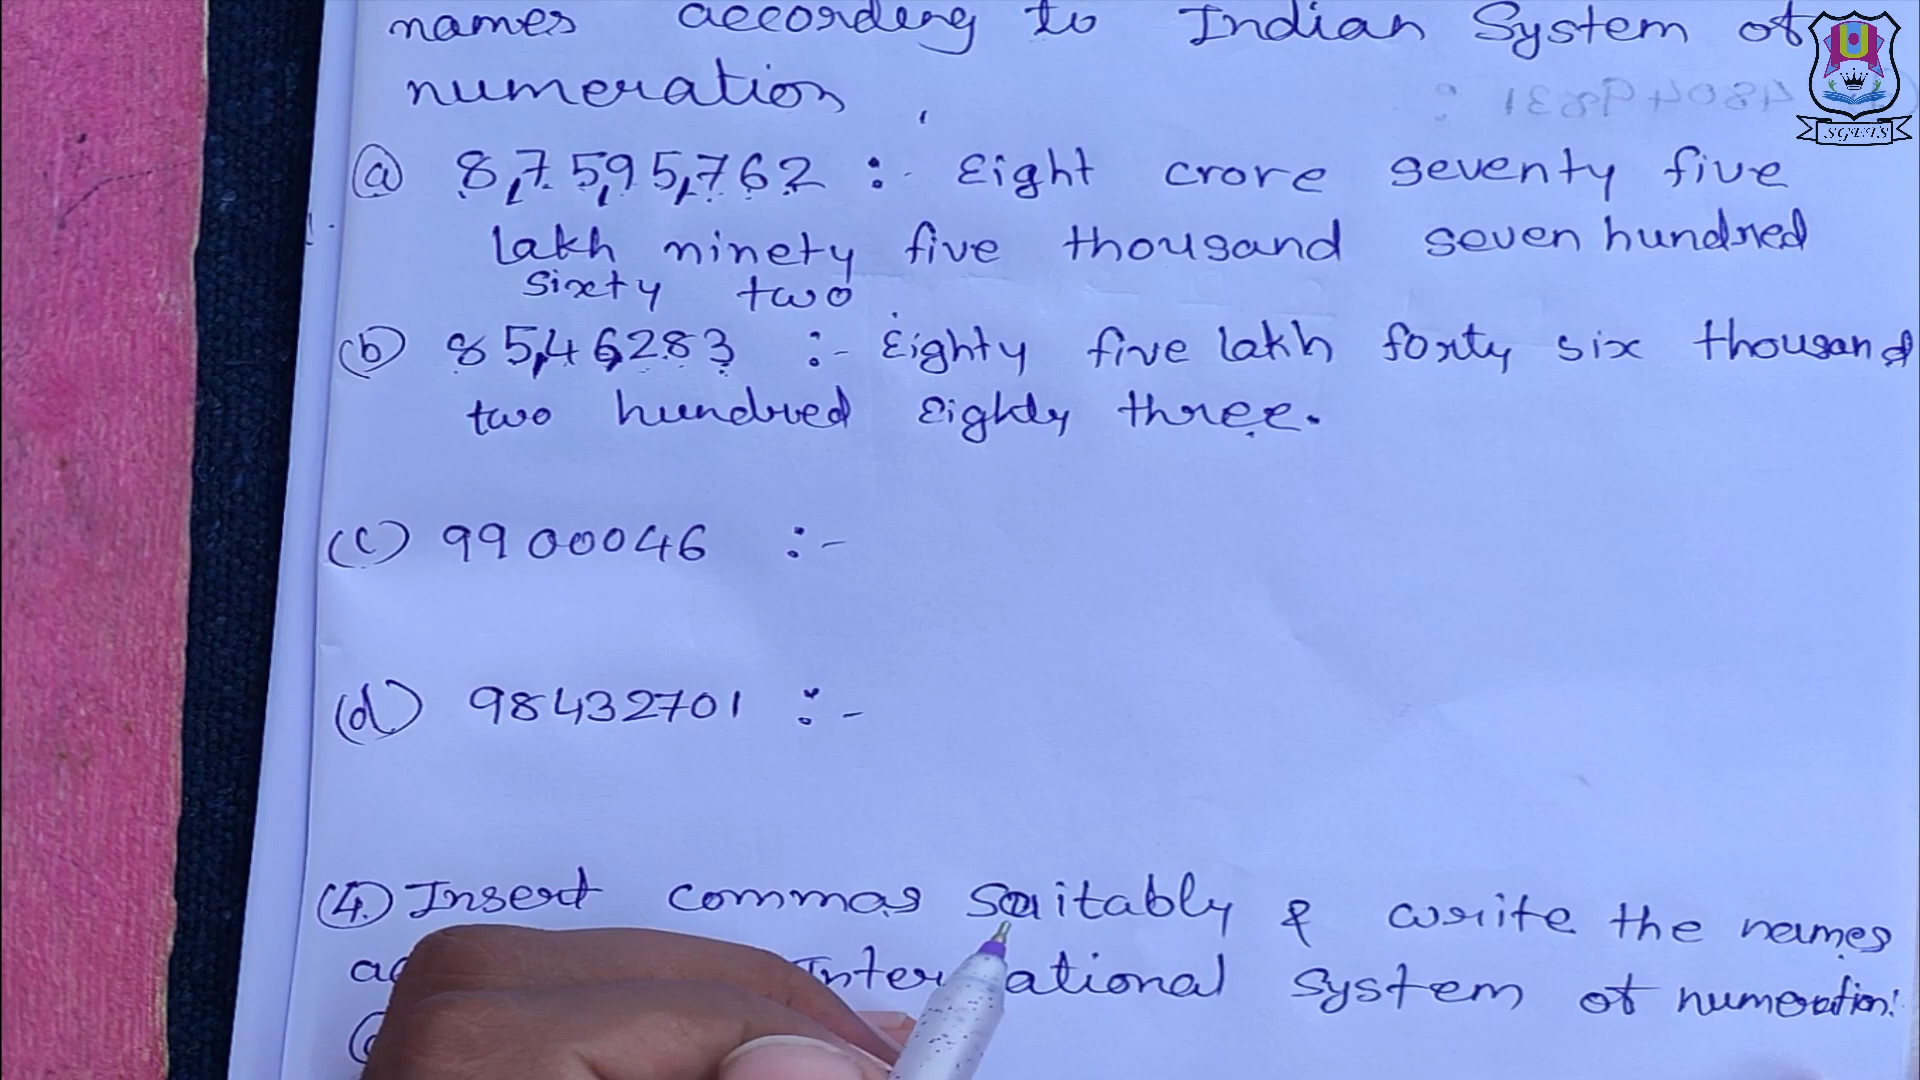 names according to Indian System of
numeration
(a) 8,75,95,762 :- Eight crore seventy five
lakh ninety five thousand seven hundred
sixty two
(b) 85,46,283 :- Eighty five lakh forty six thousand
two hundred Eighty three.
(c) 9900046 :-
(d) 98432701 :-
(4.) Insert commas Suitably & write the names
International System of numeration.
SGVIS